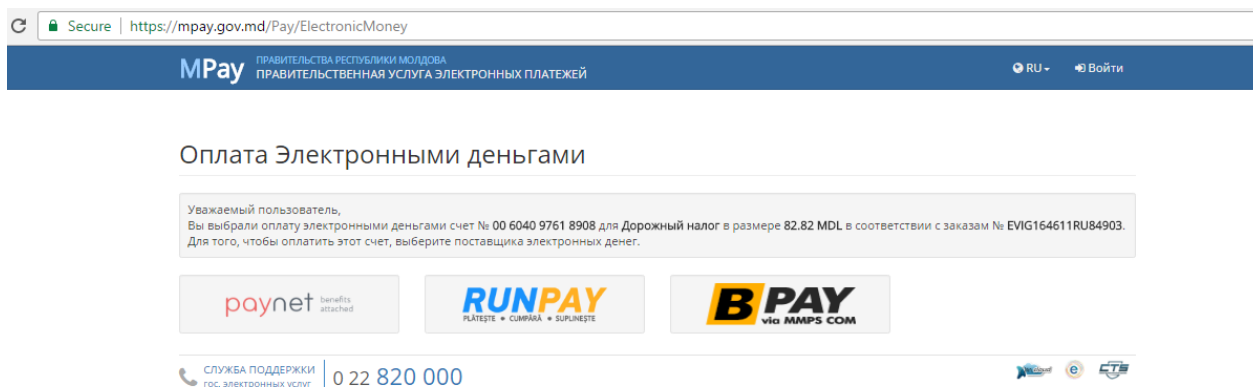 Secure | https://mpay.gov.md/Pay/ElectronicMoney
MPay
ПРАВИТЕЛЬСТВА РЕСПУБЛИКИ МОЛДОВА
ПРАВИТЕЛЬСТВЕННАЯ УСЛУГА ЭЛЕКТРОННЫХ ПЛАТЕЖЕЙ
RU
Войти
Оплата Электронными деньгами
Уважаемый пользователь,
Вы выбрали оплату электронными деньгами счет № 00 6040 9761 8908 для Дорожный налог в размере 82.82 MDL в соответствии с заказам № EVIG164611RU84903.
Для того, чтобы оплатить этот счет, выберите поставщика электронных денег.
paynet benefits
attached
RUNPAY
PLĂTEȘTE • CUMPĂRĂ • SUPLINEȘTE
B PAY
via MMPS COM
СЛУЖБА ПОДДЕРЖКИ
гос. электронных услуг
0 22 820 000
e
CTS